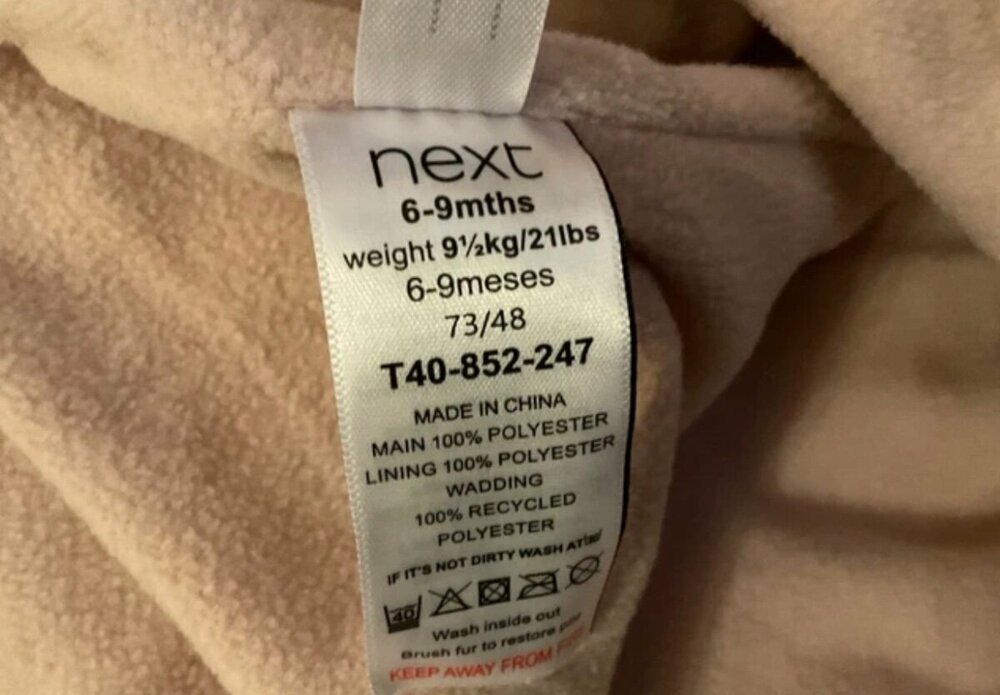 next
6-9mths
weight 9½kg/21lbs
6-9meses
73/48
T40-852-247
MADE IN CHINA
MAIN 100% POLYESTER
LINING 100% POLYESTER
WADDING
100% RECYCLED
POLYESTER
IF IT'S NOT DIRTY WASH AT
40
Wash inside out
Brush fur to restore
KEEP AWAY FROM